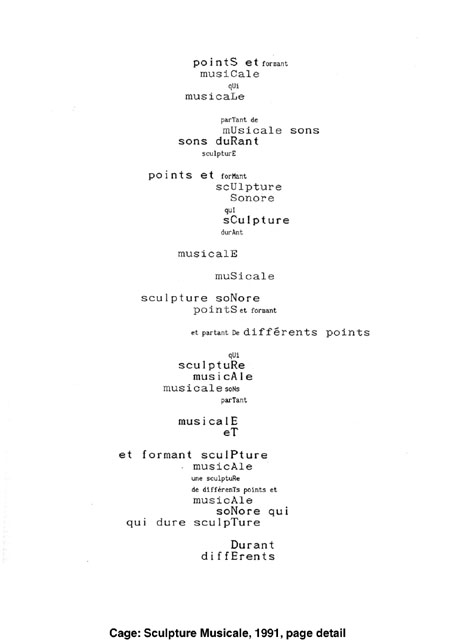 pointS et formant
musiCale
qUi
musicaLe
parTant de
mUsicale sons
sons duRant
sculpturE
points et forMant
scUlpture
Sonore
quI
sCulpture
durAnt
musicalE
muSicale
sculpture soNore
pointS et formant
et partant De différents points
qUi
sculptuRe
musicAle
musicale soNs
parTant
musicalE
eT
et formant sculPture
musicAle
une sculptuRe
de différenTs points et
musicAle
soNore qui
qui dure sculpTure
Durant
diffErents
Cage: Sculpture Musicale, 1991, page detail